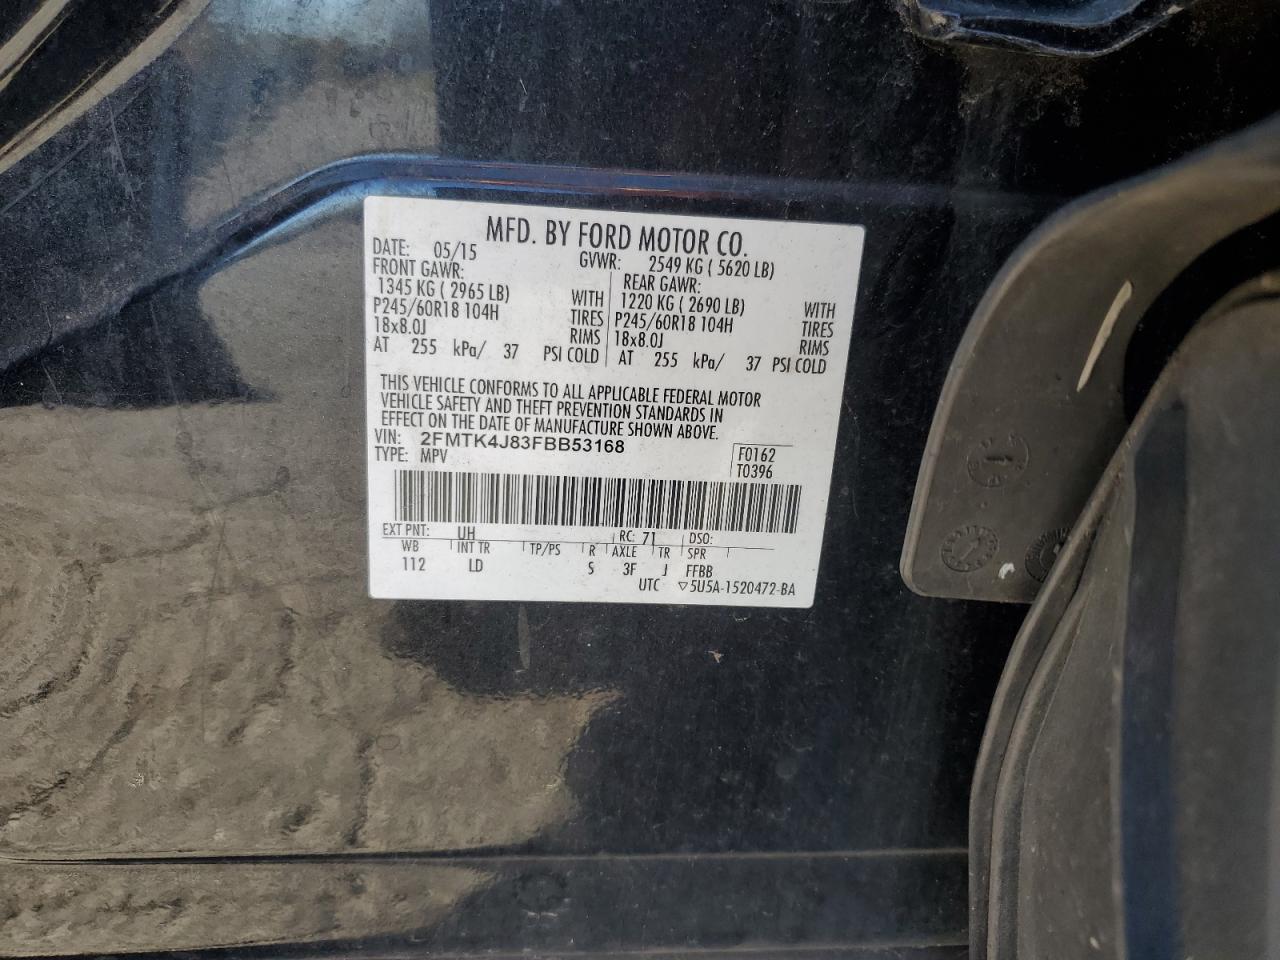 MFD. BY FORD MOTOR CO.
DATE: 05/15 GVWR: 2549 KG ( 5620 LB)
FRONT GAWR: REAR GAWR:
1345 KG ( 2965 LB) WITH 1220 KG ( 2690 LB) WITH
P245/60R18 104H TIRES P245/60R18 104H TIRES
18x8.0J RIMS 18x8.0J RIMS
AT 255 kPa/ 37 PSI COLD AT 255 kPa/ 37 PSI COLD
THIS VEHICLE CONFORMS TO ALL APPLICABLE FEDERAL MOTOR
VEHICLE SAFETY AND THEFT PREVENTION STANDARDS IN
EFFECT ON THE DATE OF MANUFACTURE SHOWN ABOVE.
VIN: 2FMTK4J83FBB53168 F0162
TYPE: MPV T0396
EXT PNT: UH RC: 71 DSO:
WB INT TR TP/PS R AXLE TR SPR
112 LD S 3F J FFBB
UTC ▽5U5A-1520472-BA